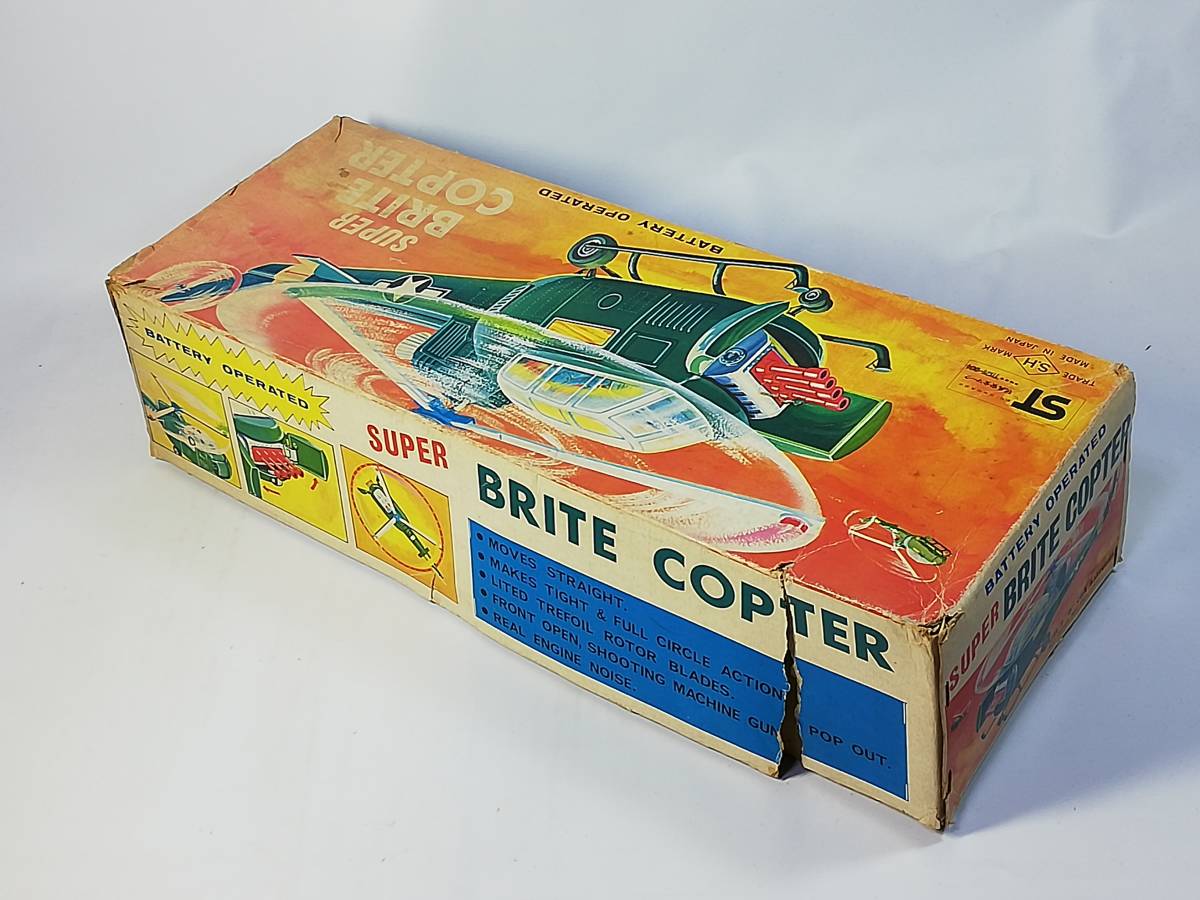 SUPER
BRITE
COPTER
BATTERY OPERATED
ST
TRADE S.H MARK
MADE IN JAPAN
BATTERY OPERATED
SUPER
BRITE COPTER
• MOVES STRAIGHT.
• MAKES TIGHT & FULL CIRCLE ACTION
• LITED TREFOIL ROTOR BLADES.
• FRONT OPEN, SHOOTING MACHINE GUN POP OUT.
• REAL ENGINE NOISE.
BATTERY OPERATED
SUPER BRITE COPTER